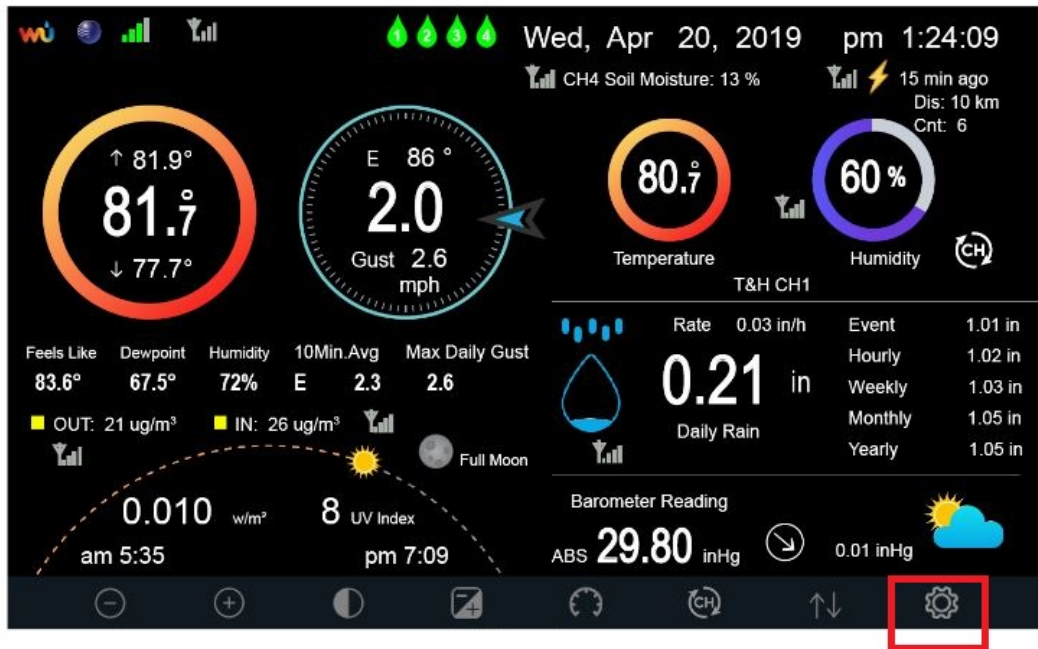 wu
1 2 3 4
Wed, Apr 20, 2019 pm 1:24:09
CH4 Soil Moisture: 13 %
15 min ago
Dis: 10 km
Cnt: 6
↑ 81.9°
81.7°
↓ 77.7°
E 86 °
2.0
Gust 2.6
mph
80.7°
Temperature
60 %
Humidity
CH
T&H CH1
Feels Like Dewpoint Humidity 10Min.Avg Max Daily Gust
83.6° 67.5° 72% E 2.3 2.6
OUT: 21 ug/m³ IN: 26 ug/m³
Full Moon
0.010 w/m² 8 UV Index
am 5:35 pm 7:09
Rate 0.03 in/h
0.21 in
Daily Rain
Event 1.01 in
Hourly 1.02 in
Weekly 1.03 in
Monthly 1.05 in
Yearly 1.05 in
Barometer Reading
ABS 29.80 inHg 0.01 inHg
CH